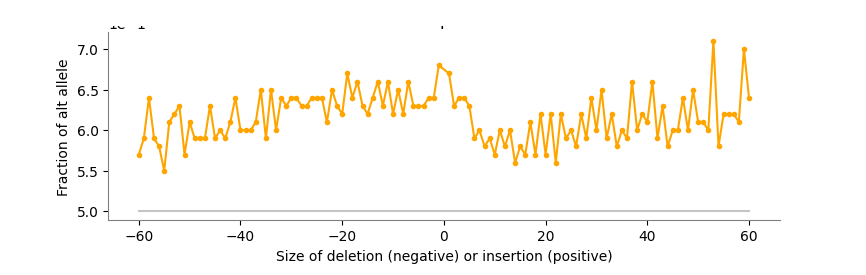 7.0
6.5
6.0
5.5
5.0
Fraction of alt allele
−60 −40 −20 0 20 40 60
Size of deletion (negative) or insertion (positive)